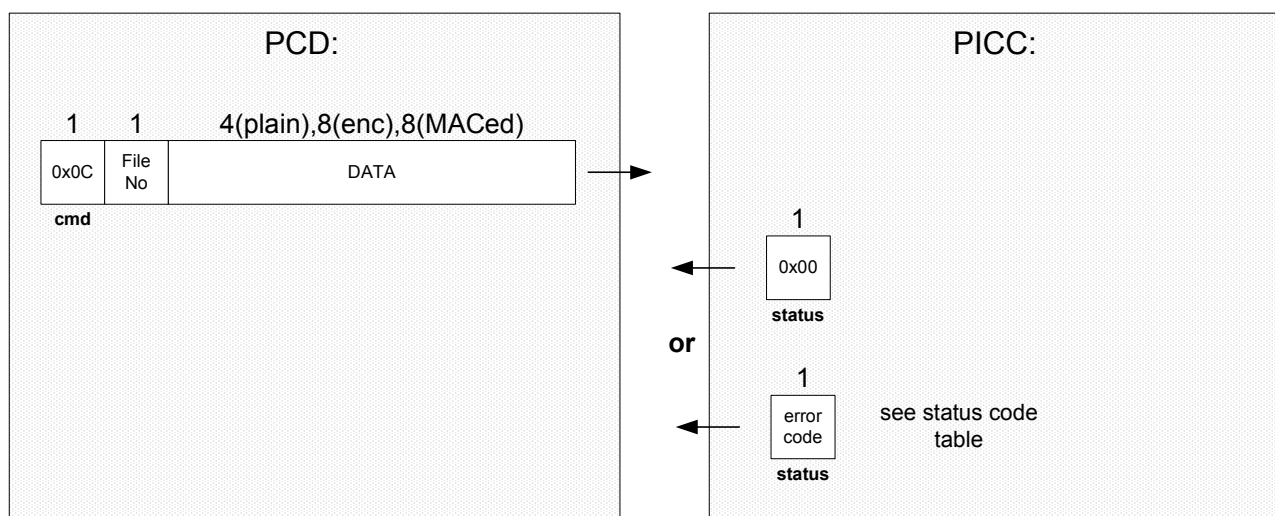 PCD:
PICC:
1 1 4(plain),8(enc),8(MACed)
0x0C
File
No
DATA
cmd
1
0x00
status
or
1
error
code
see status code
table
status